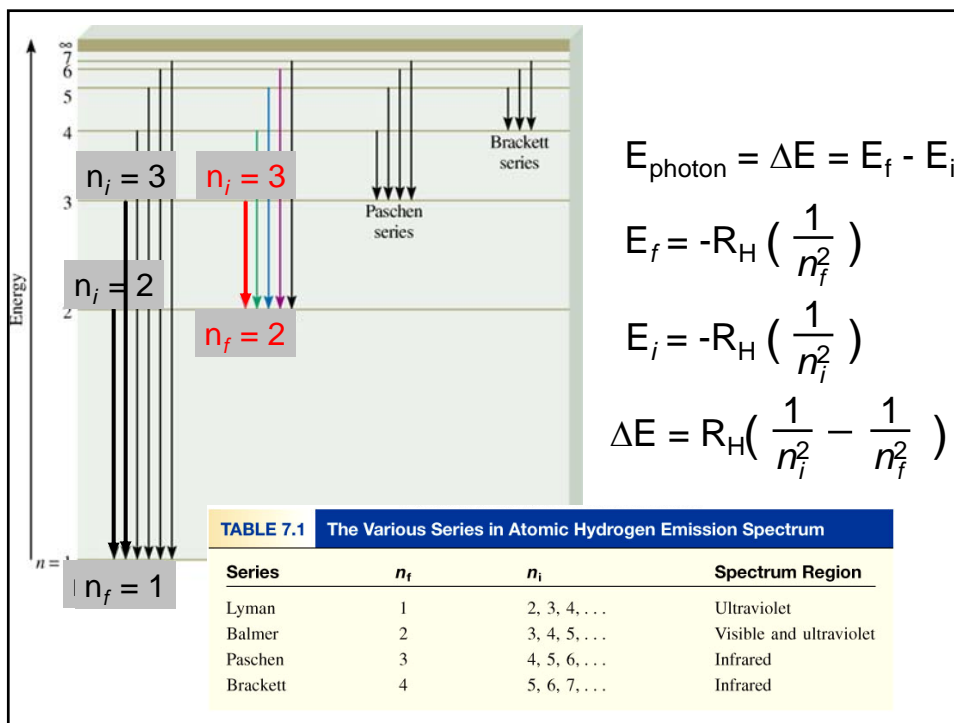 ∞
7
6
5
4
3
2
n = 1
Energy
n_i = 3
n_i = 2
n_f = 1
n_i = 3
n_f = 2
Paschen
series
Brackett
series
E_photon = ΔE = E_f - E_i
E_f = -R_H ( 1/n_f^2 )
E_i = -R_H ( 1/n_i^2 )
ΔE = R_H( 1/n_i^2 − 1/n_f^2 )
TABLE 7.1 The Various Series in Atomic Hydrogen Emission Spectrum
Series n_f n_i Spectrum Region
Lyman 1 2, 3, 4, . . . Ultraviolet
Balmer 2 3, 4, 5, . . . Visible and ultraviolet
Paschen 3 4, 5, 6, . . . Infrared
Brackett 4 5, 6, 7, . . . Infrared